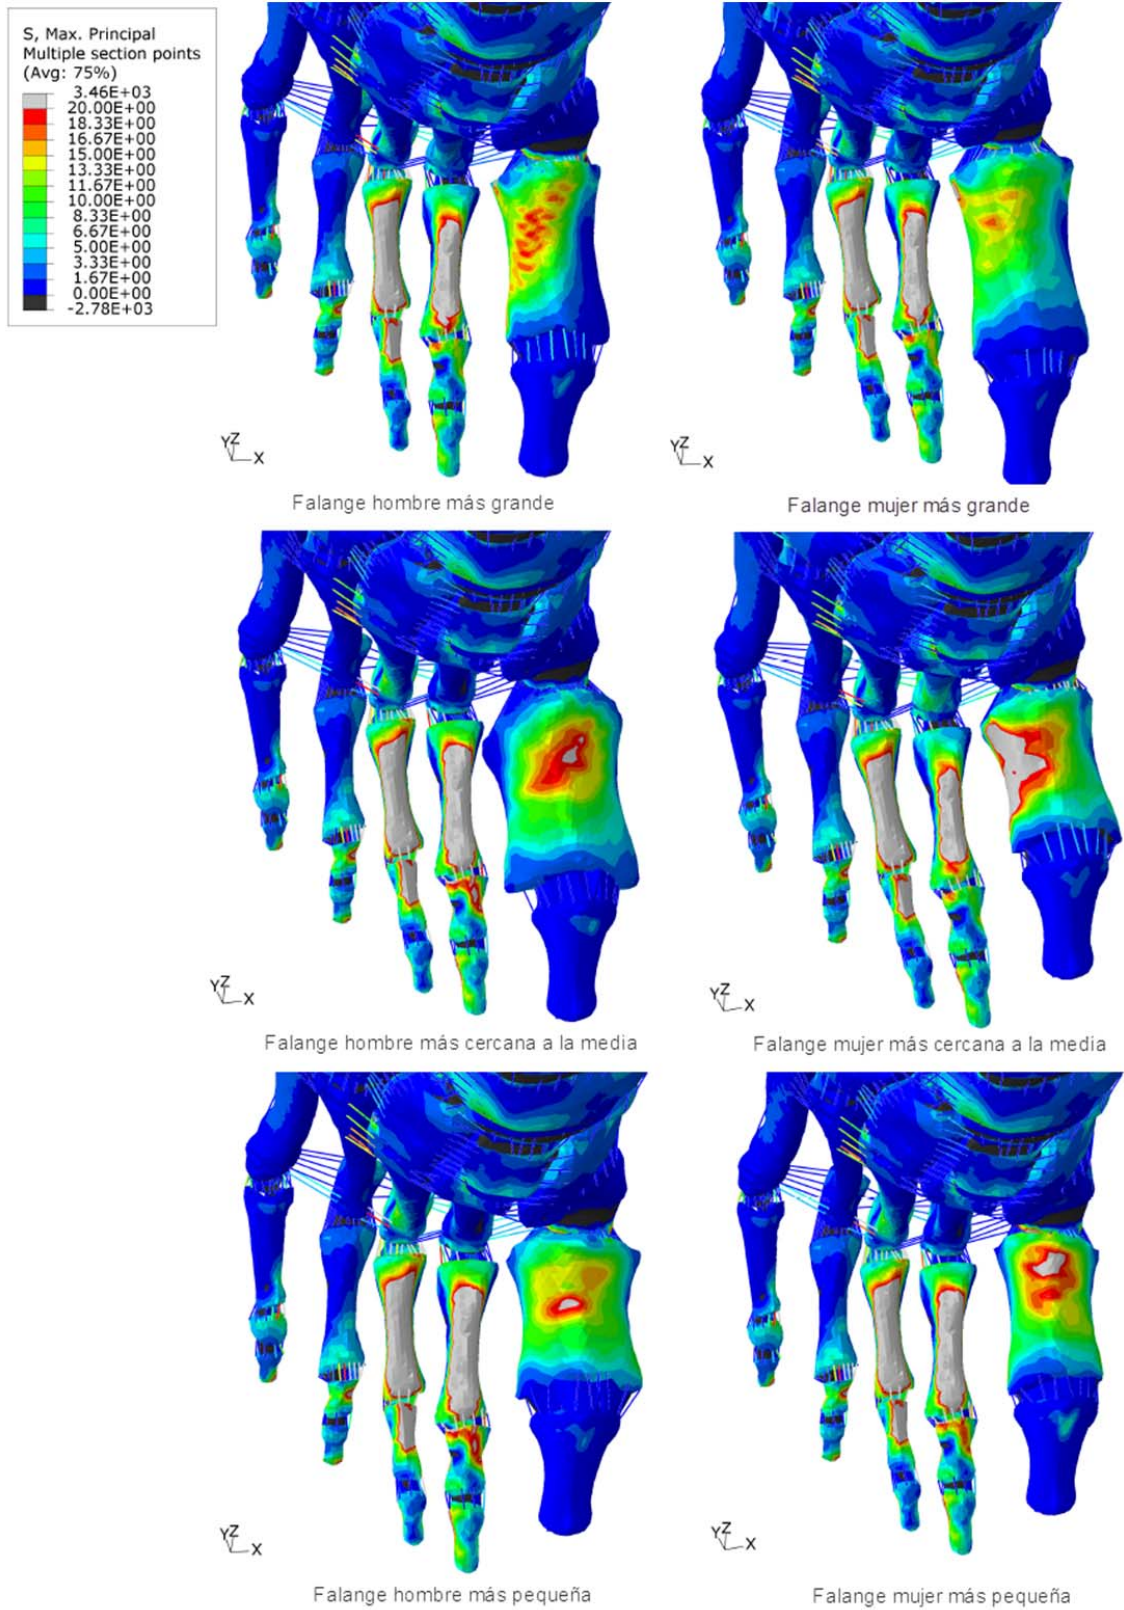 S, Max. Principal
Multiple section points
(Avg: 75%)
3.46E+03
20.00E+00
18.33E+00
16.67E+00
15.00E+00
13.33E+00
11.67E+00
10.00E+00
8.33E+00
6.67E+00
5.00E+00
3.33E+00
1.67E+00
0.00E+00
-2.78E+03
Y Z X
Y Z X
Falange hombre más grande
Falange mujer más grande
Y Z X
Y Z X
Falange hombre más cercana a la media
Falange mujer más cercana a la media
Y Z X
Y Z X
Falange hombre más pequeña
Falange mujer más pequeña